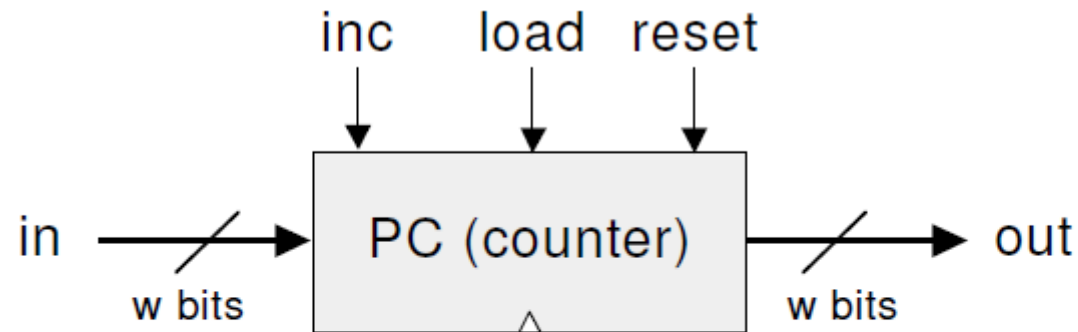 inc load reset
in PC (counter) out
w bits w bits